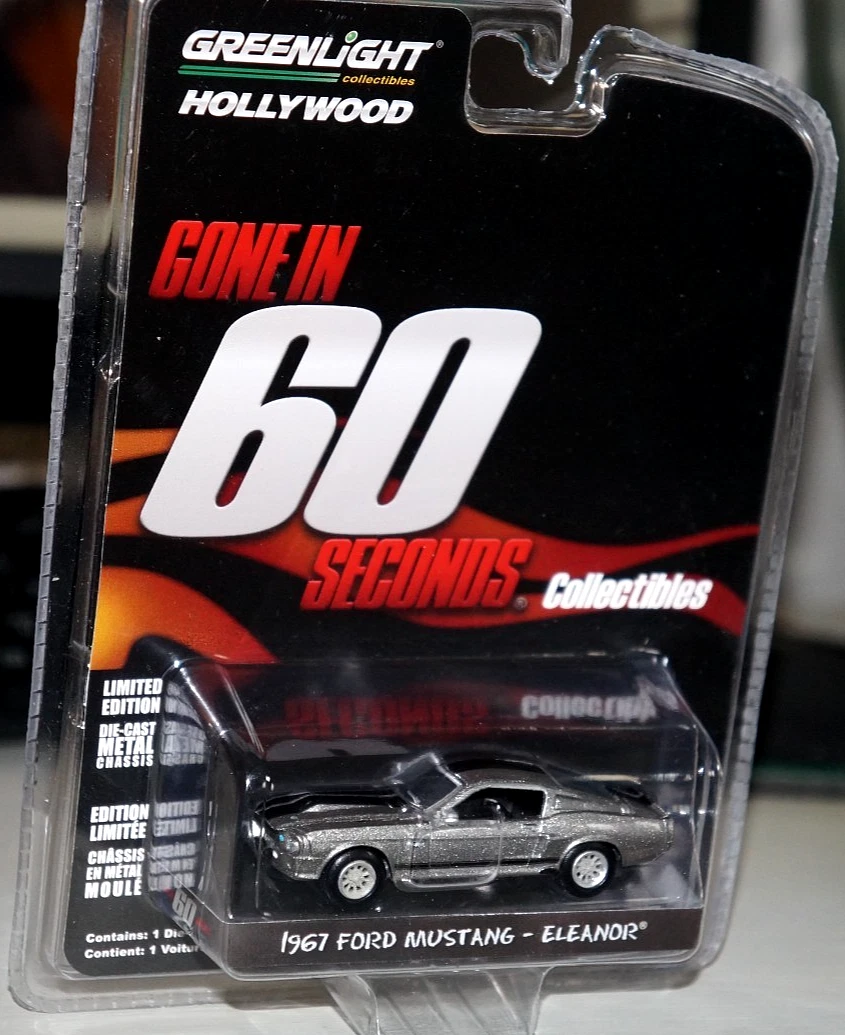 GREENLiGHT®
collectibles
HOLLYWOOD
GONE IN
60
SECONDS® Collectibles
LIMITED
EDITION
DIE-CAST
METAL
CHASSIS
EDITION
LIMITÉE
CHÂSSIS
EN MÉTAL
MOULÉ
Contains: 1
Contient: 1
1967 FORD MUSTANG - ELEANOR®